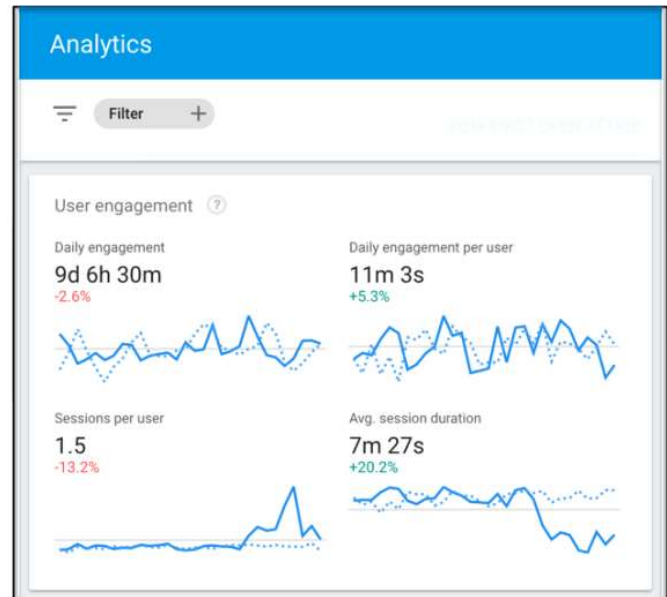 Analytics
Filter +
User engagement ?
Daily engagement
9d 6h 30m
-2.6%
Daily engagement per user
11m 3s
+5.3%
Sessions per user
1.5
-13.2%
Avg. session duration
7m 27s
+20.2%